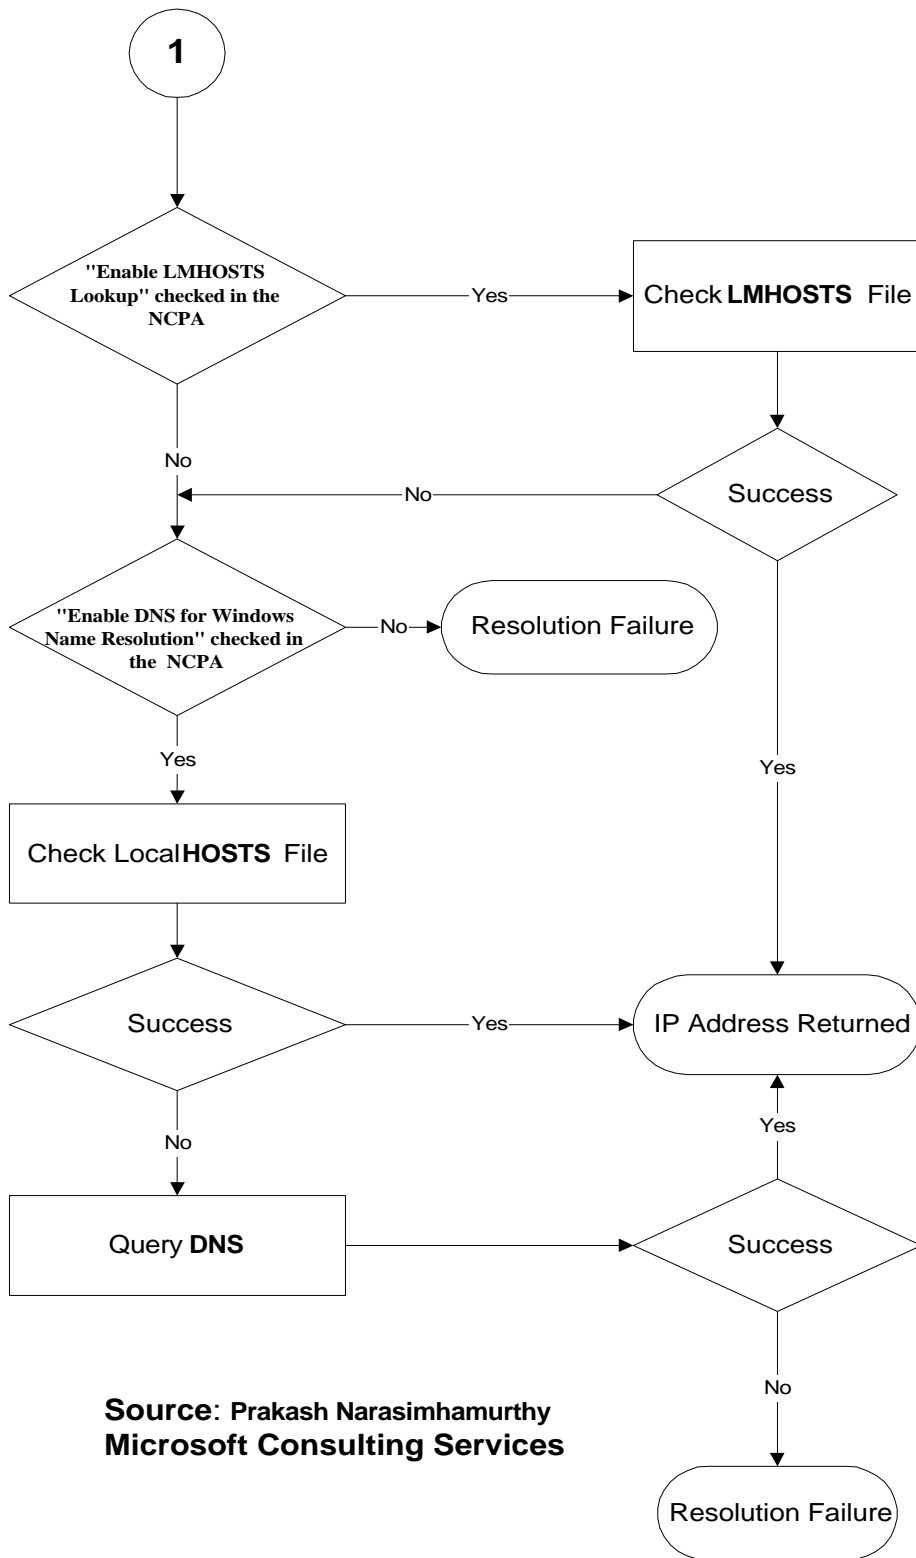 1
"Enable LMHOSTS
Lookup" checked in the
NCPA
Yes
Check LMHOSTS File
No
No
Success
"Enable DNS for Windows
Name Resolution" checked in
the NCPA
No
Resolution Failure
Yes
Yes
Check Local HOSTS File
Success
Yes
IP Address Returned
No
Yes
Query DNS
Success
No
Source: Prakash Narasimhamurthy
Microsoft Consulting Services
Resolution Failure